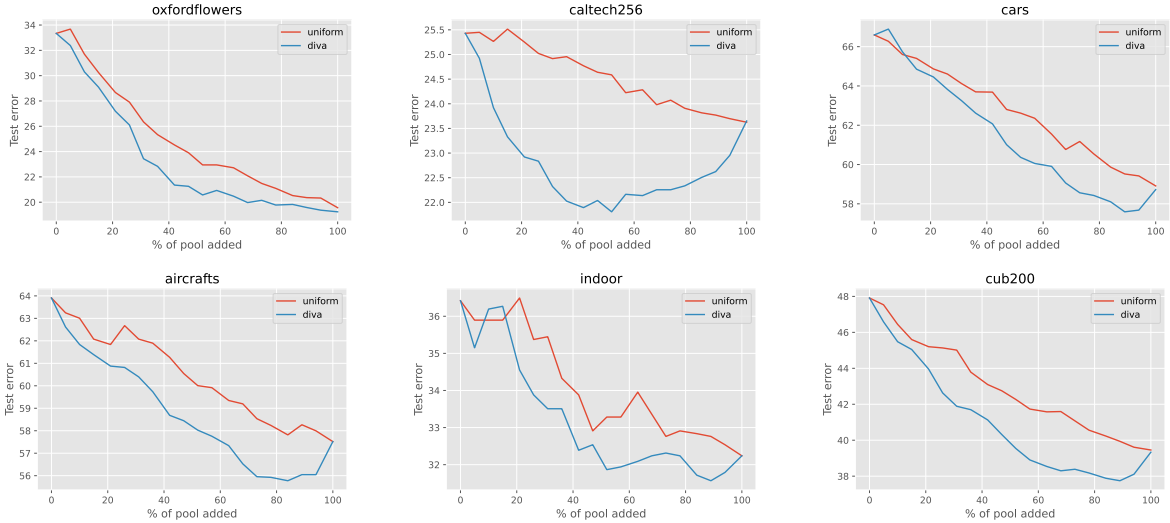 oxfordflowers
34
32
30
28
26
24
22
20
Test error
uniform
diva
0 20 40 60 80 100
% of pool added
caltech256
25.5
25.0
24.5
24.0
23.5
23.0
22.5
22.0
Test error
uniform
diva
0 20 40 60 80 100
% of pool added
cars
66
64
62
60
58
Test error
uniform
diva
0 20 40 60 80 100
% of pool added
aircrafts
64
63
62
61
60
59
58
57
56
Test error
uniform
diva
0 20 40 60 80 100
% of pool added
indoor
36
35
34
33
32
Test error
uniform
diva
0 20 40 60 80 100
% of pool added
cub200
48
46
44
42
40
38
Test error
uniform
diva
0 20 40 60 80 100
% of pool added